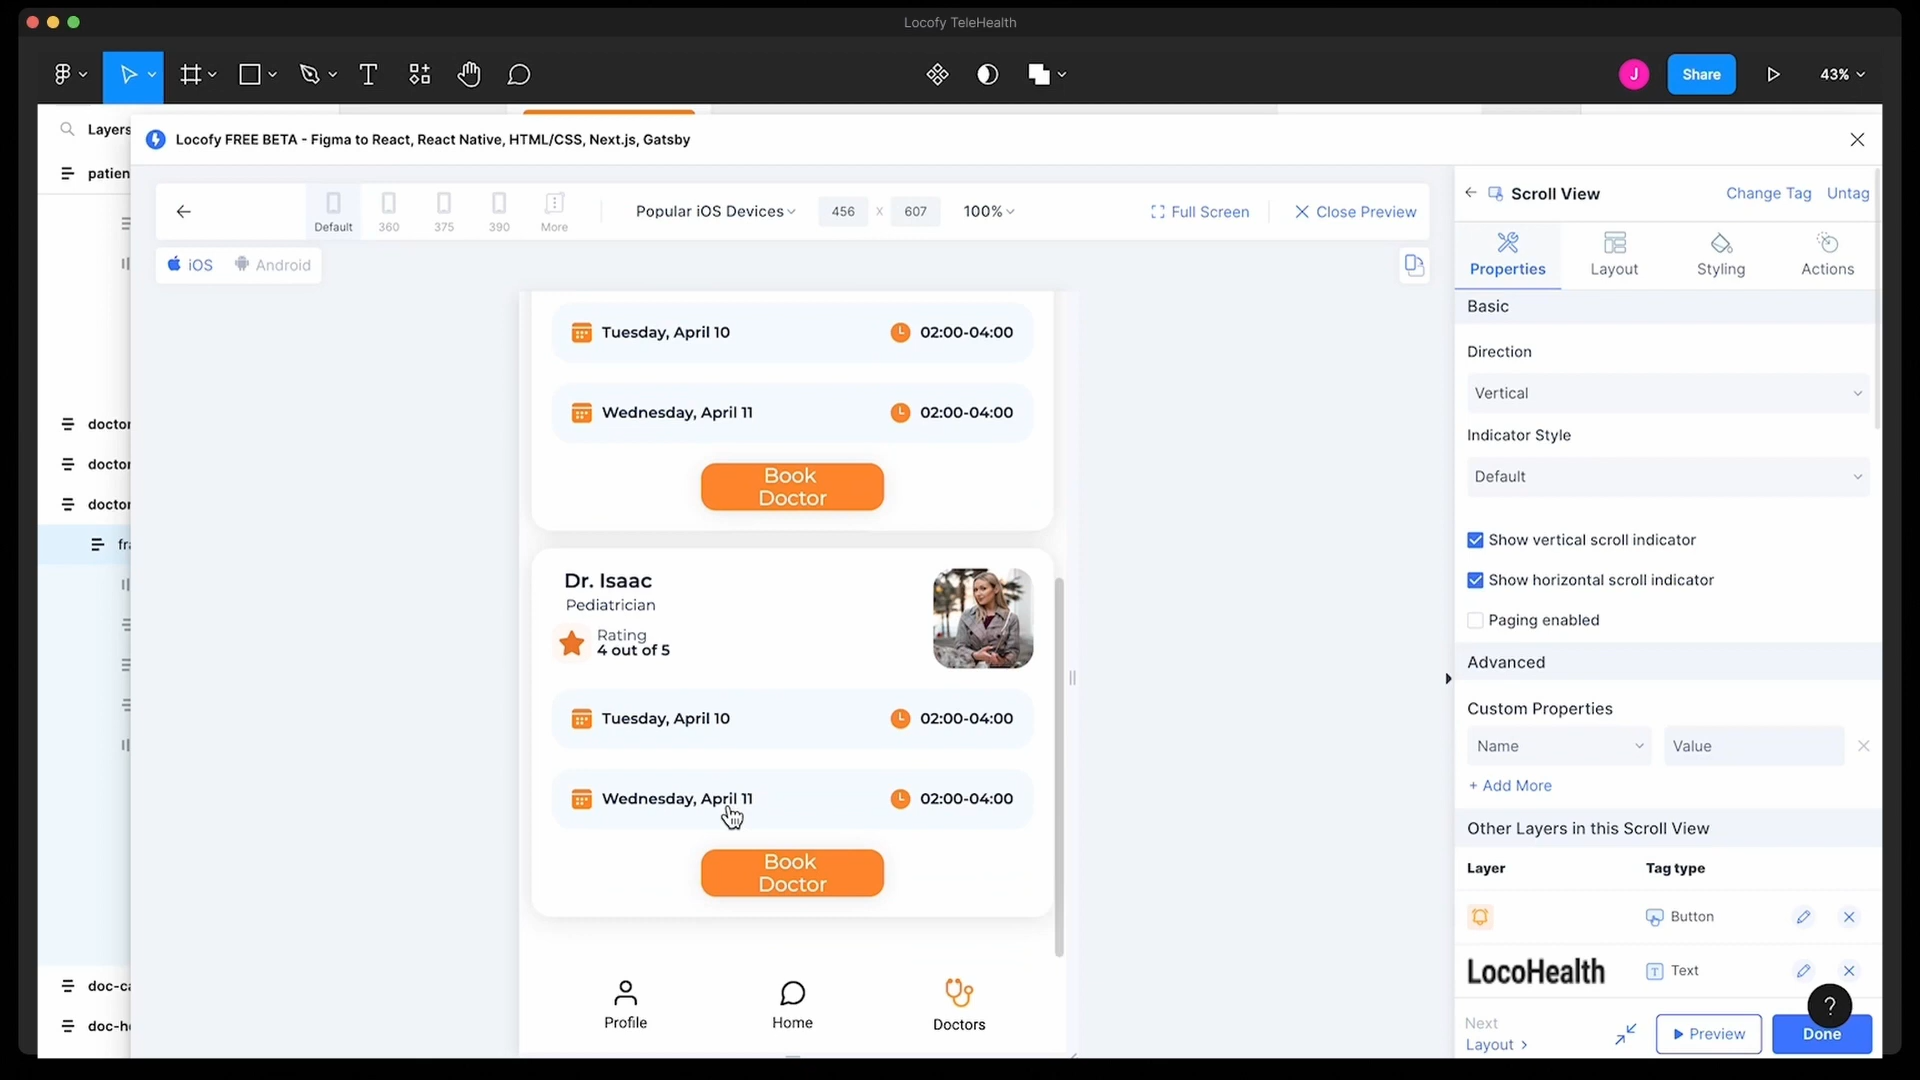 Locofy TeleHealth
J
Share
43%
Layers
Locofy FREE BETA - Figma to React, React Native, HTML/CSS, Next.js, Gatsby
patien
Default
360
375
390
More
Popular iOS Devices
456
x
607
100%
Full Screen
Close Preview
iOS
Android
Scroll View
Change Tag
Untag
Properties
Layout
Styling
Actions
Basic
Direction
Vertical
Indicator Style
Default
Show vertical scroll indicator
Show horizontal scroll indicator
Paging enabled
Advanced
Custom Properties
Name
Value
+ Add More
Other Layers in this Scroll View
Layer
Tag type
Button
LocoHealth
Text
Next
Layout >
Preview
Done
?
doctor
doctor
doctor
fra
doc-ca
doc-he
Tuesday, April 10
02:00-04:00
Wednesday, April 11
02:00-04:00
Book
Doctor
Dr. Isaac
Pediatrician
Rating
4 out of 5
Tuesday, April 10
02:00-04:00
Wednesday, April 11
02:00-04:00
Book
Doctor
Profile
Home
Doctors